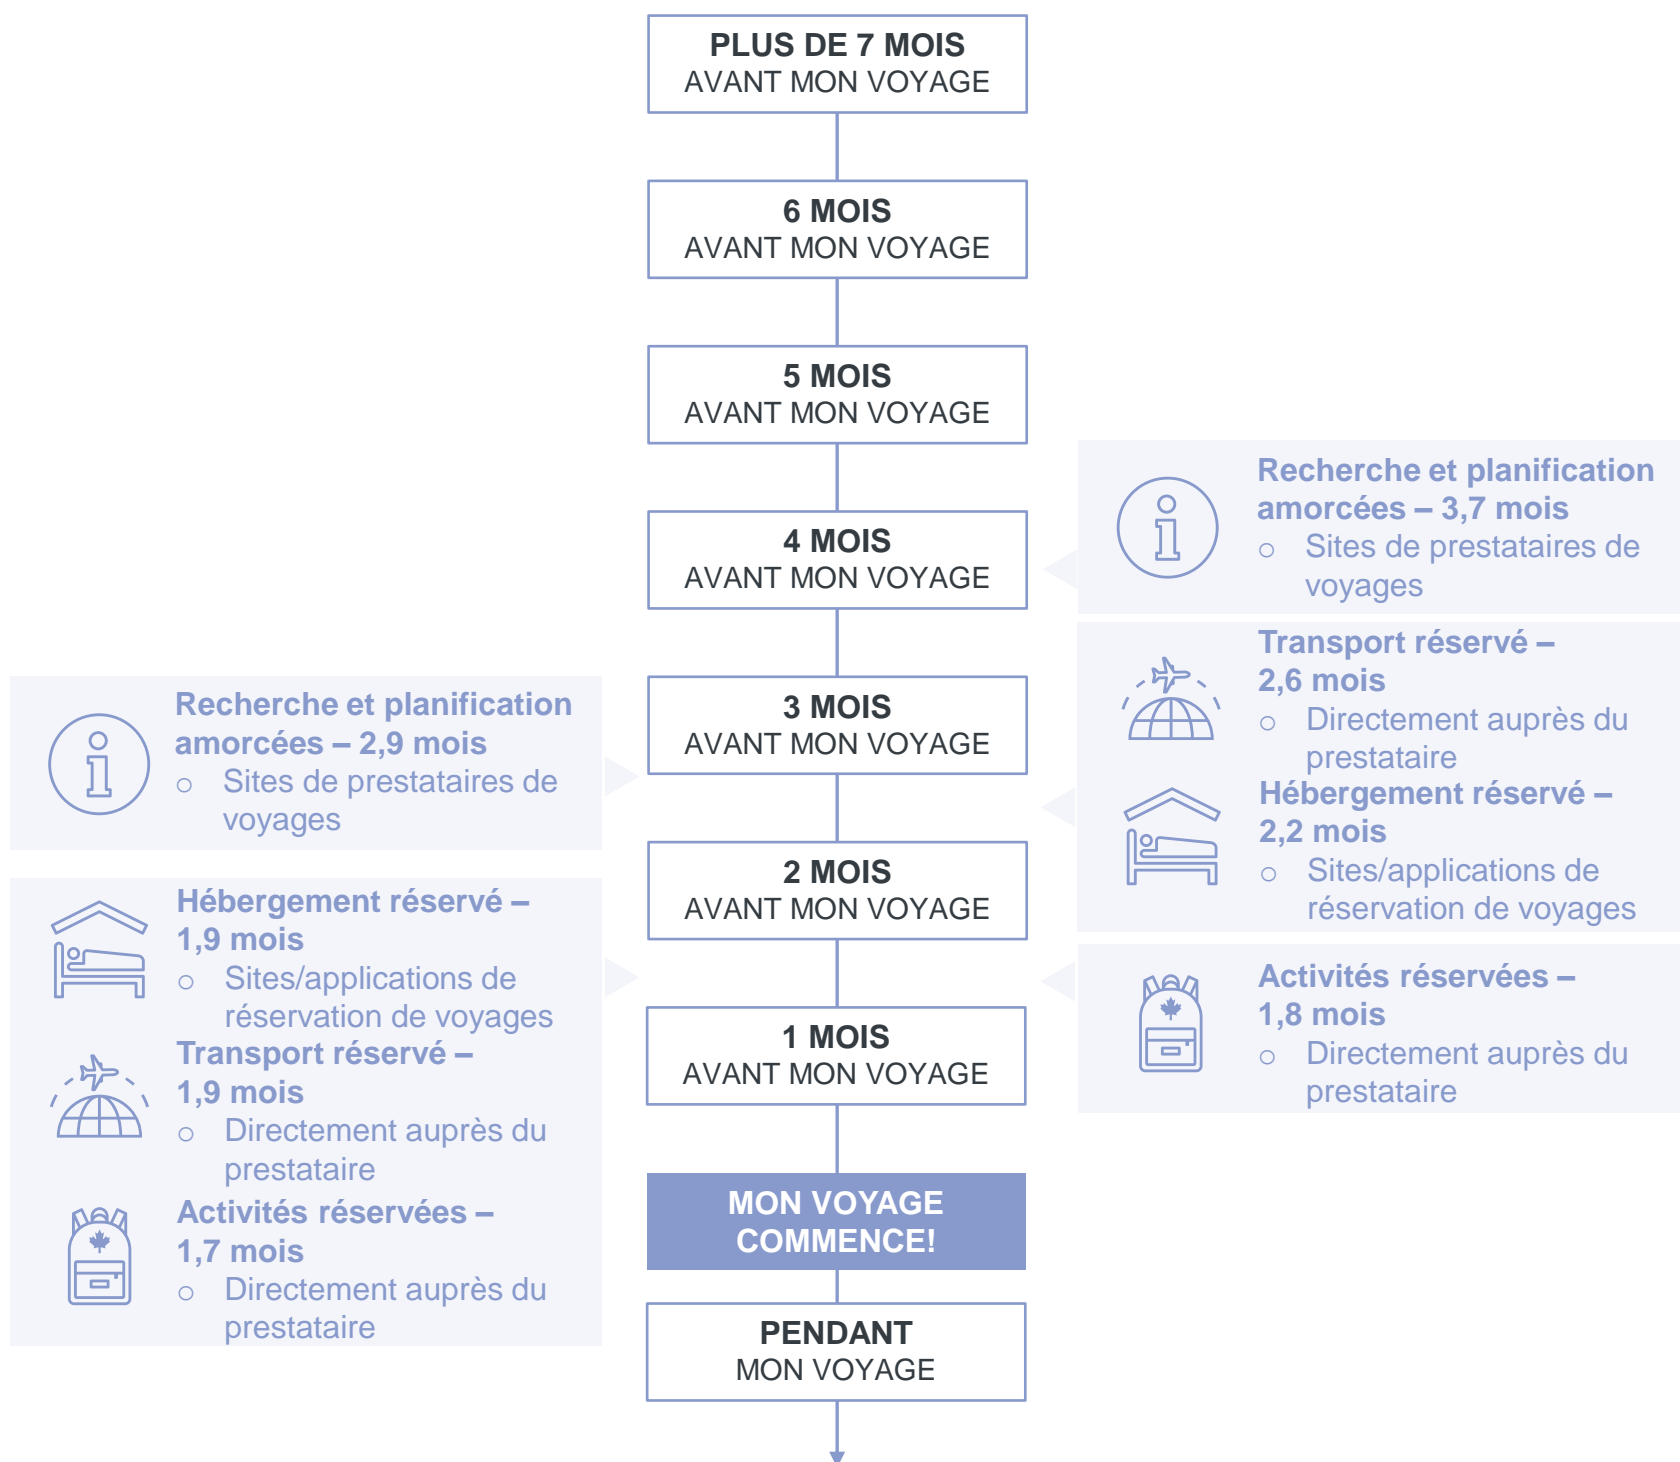 PLUS DE 7 MOIS
AVANT MON VOYAGE
6 MOIS
AVANT MON VOYAGE
5 MOIS
AVANT MON VOYAGE
4 MOIS
AVANT MON VOYAGE
3 MOIS
AVANT MON VOYAGE
2 MOIS
AVANT MON VOYAGE
1 MOIS
AVANT MON VOYAGE
MON VOYAGE
COMMENCE!
PENDANT
MON VOYAGE
Recherche et planification
amorcées – 2,9 mois
○ Sites de prestataires de
voyages
Hébergement réservé –
1,9 mois
○ Sites/applications de
réservation de voyages
Transport réservé –
1,9 mois
○ Directement auprès du
prestataire
Activités réservées –
1,7 mois
○ Directement auprès du
prestataire
Recherche et planification
amorcées – 3,7 mois
○ Sites de prestataires de
voyages
Transport réservé –
2,6 mois
○ Directement auprès du
prestataire
Hébergement réservé –
2,2 mois
○ Sites/applications de
réservation de voyages
Activités réservées –
1,8 mois
○ Directement auprès du
prestataire